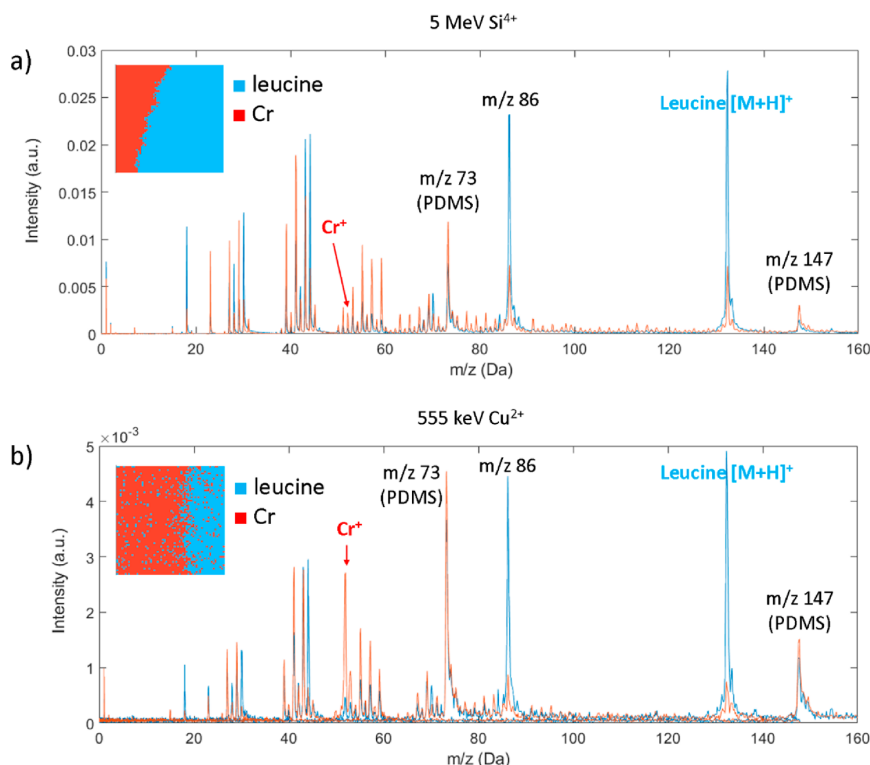 5 MeV Si⁴⁺
a)
leucine
Cr
m/z 86
Leucine [M+H]⁺
m/z 73
(PDMS)
Cr⁺
m/z 147
(PDMS)
Intensity (a.u.)
0.03
0.025
0.02
0.015
0.01
0.005
0
0 20 40 60 80 100 120 140 160
m/z (Da)
555 keV Cu²⁺
b)
×10⁻³
leucine
Cr
m/z 73
(PDMS)
m/z 86
Leucine [M+H]⁺
Cr⁺
m/z 147
(PDMS)
Intensity (a.u.)
5
4
3
2
1
0
0 20 40 60 80 100 120 140 160
m/z (Da)